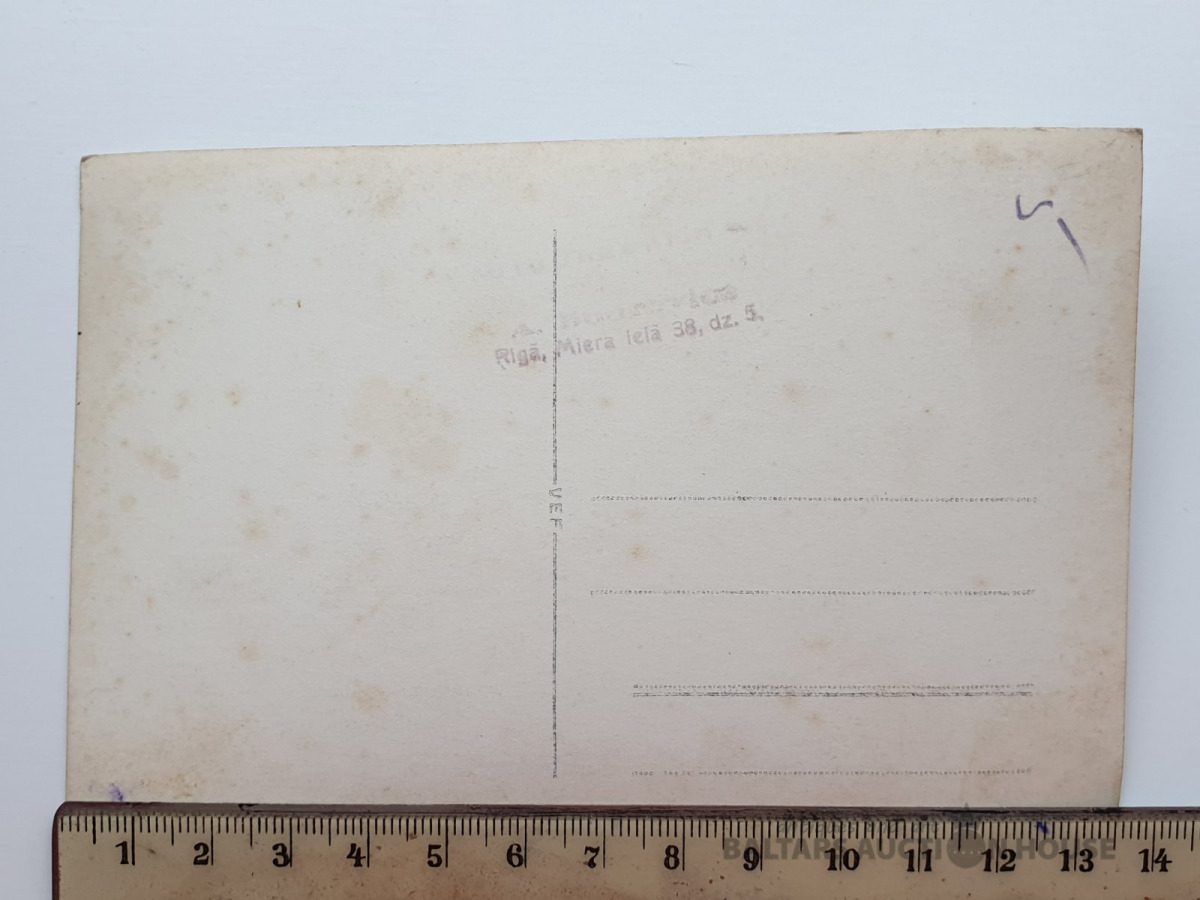 Rīgā, Miera ielā 38, dz. 5.
VEF
1 2 3 4 5 6 7 8 9 10 11 12 13 14
BALTARS AUCTION HOUSE